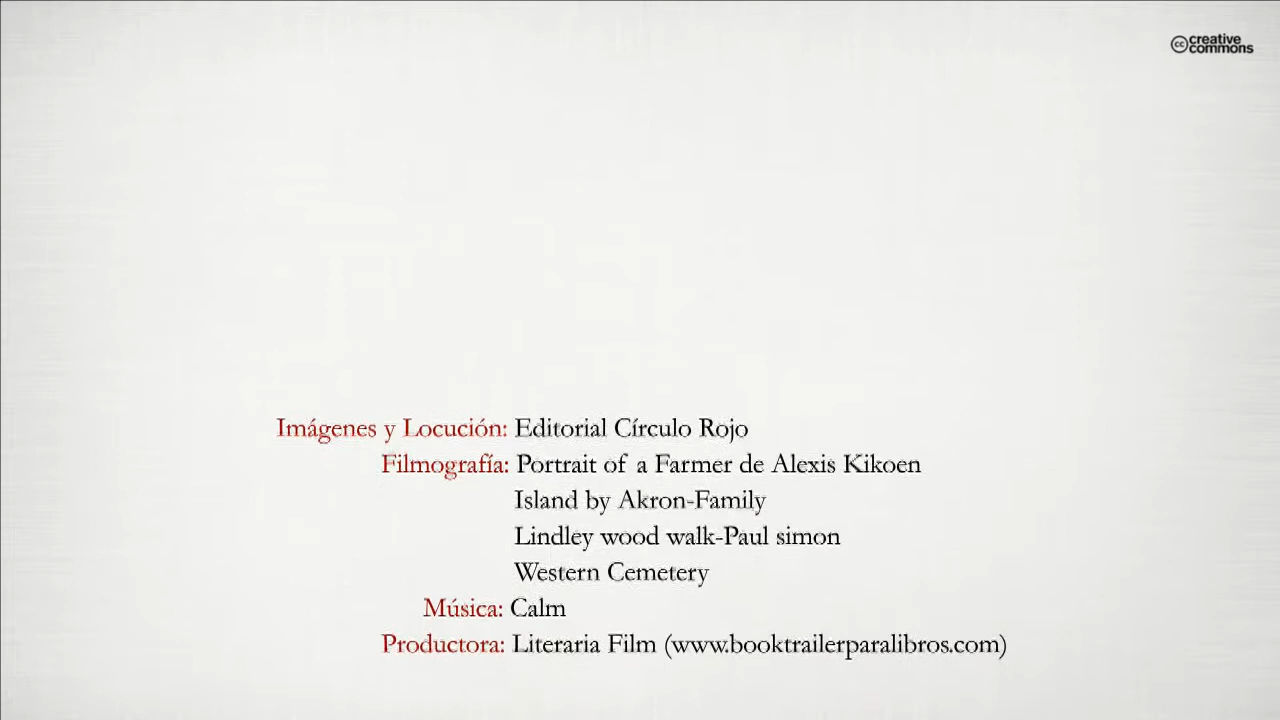 creative
commons
Imágenes y Locución: Editorial Círculo Rojo
Filmografía: Portrait of a Farmer de Alexis Kikoen
Island by Akron-Family
Lindley wood walk-Paul simon
Western Cemetery
Música: Calm
Productora: Literaria Film (www.booktrailerparalibros.com)